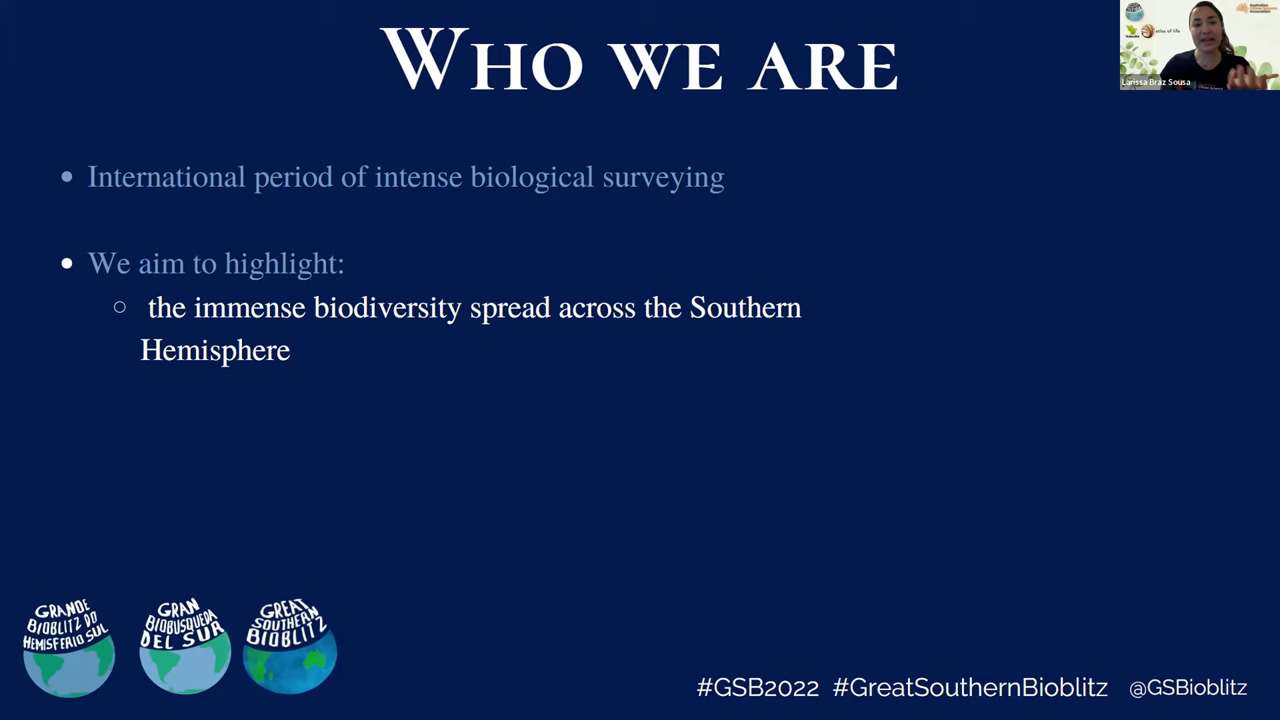 WHO WE ARE
Larissa Braz Sousa
• International period of intense biological surveying
• We aim to highlight:
○ the immense biodiversity spread across the Southern
Hemisphere
GRANDE
BIOBLITZ DO
HEMISFÉRIO SUL
GRAN
BIOBÚSQUEDA
DEL SUR
GREAT
SOUTHERN
BIOBLITZ
#GSB2022 #GreatSouthernBioblitz @GSBioblitz